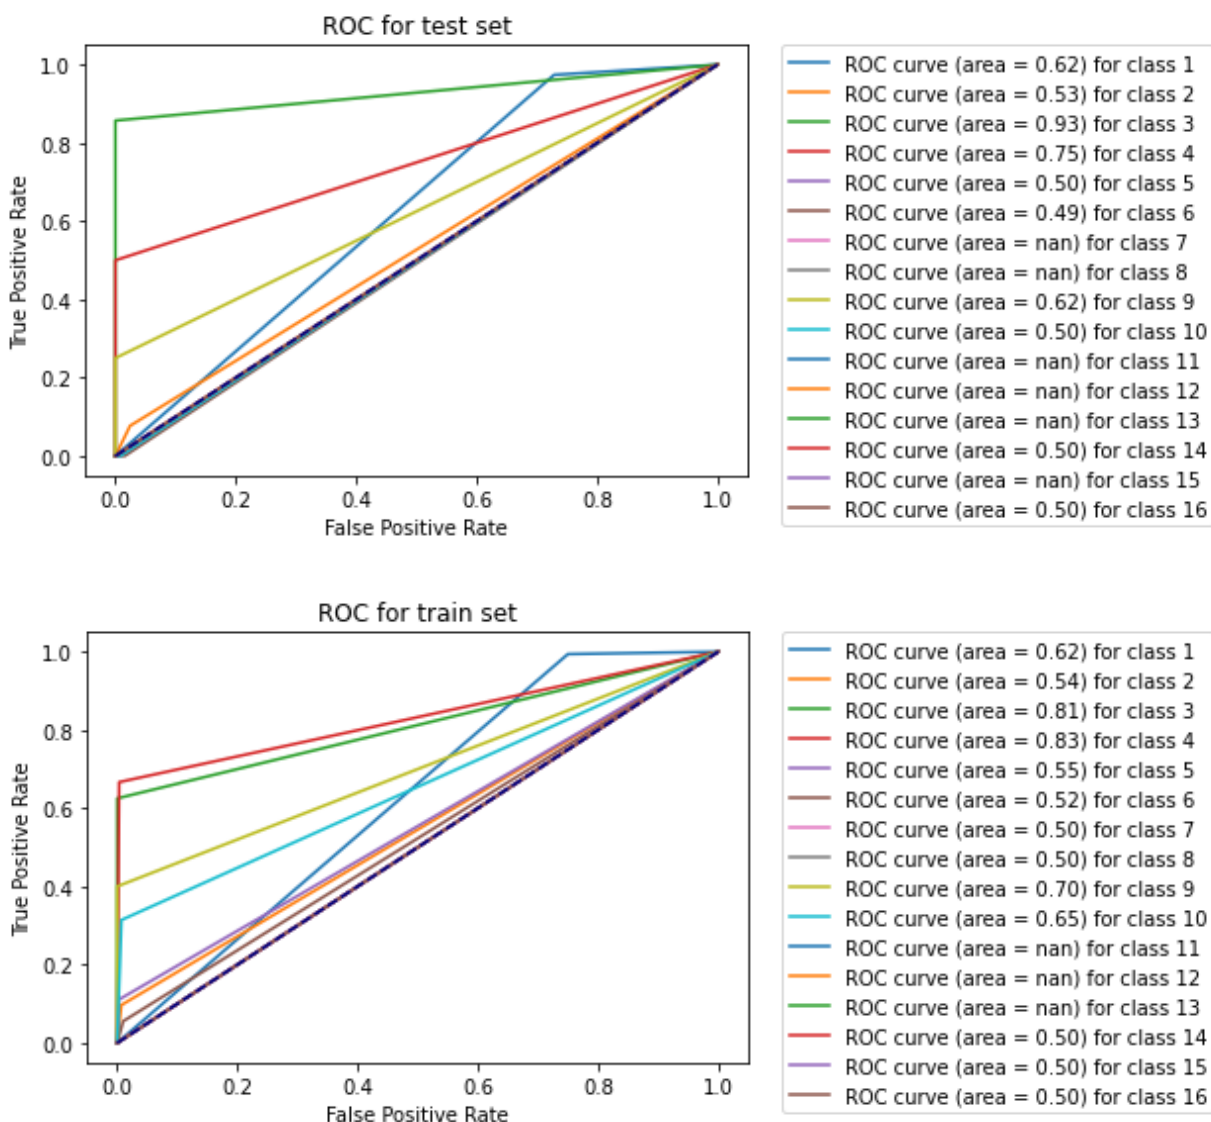 ROC for test set
1.0
0.8
0.6
0.4
0.2
0.0
True Positive Rate
0.0 0.2 0.4 0.6 0.8 1.0
False Positive Rate
ROC curve (area = 0.62) for class 1
ROC curve (area = 0.53) for class 2
ROC curve (area = 0.93) for class 3
ROC curve (area = 0.75) for class 4
ROC curve (area = 0.50) for class 5
ROC curve (area = 0.49) for class 6
ROC curve (area = nan) for class 7
ROC curve (area = nan) for class 8
ROC curve (area = 0.62) for class 9
ROC curve (area = 0.50) for class 10
ROC curve (area = nan) for class 11
ROC curve (area = nan) for class 12
ROC curve (area = nan) for class 13
ROC curve (area = 0.50) for class 14
ROC curve (area = nan) for class 15
ROC curve (area = 0.50) for class 16
ROC for train set
1.0
0.8
0.6
0.4
0.2
0.0
True Positive Rate
0.0 0.2 0.4 0.6 0.8 1.0
False Positive Rate
ROC curve (area = 0.62) for class 1
ROC curve (area = 0.54) for class 2
ROC curve (area = 0.81) for class 3
ROC curve (area = 0.83) for class 4
ROC curve (area = 0.55) for class 5
ROC curve (area = 0.52) for class 6
ROC curve (area = 0.50) for class 7
ROC curve (area = 0.50) for class 8
ROC curve (area = 0.70) for class 9
ROC curve (area = 0.65) for class 10
ROC curve (area = nan) for class 11
ROC curve (area = nan) for class 12
ROC curve (area = nan) for class 13
ROC curve (area = 0.50) for class 14
ROC curve (area = 0.50) for class 15
ROC curve (area = 0.50) for class 16